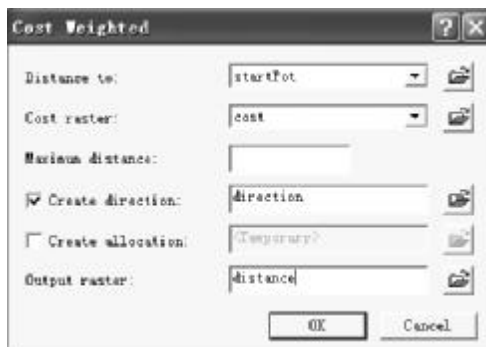 Cost Weighted
Distance to: startPot
Cost raster: cost
Maximum distance:
Create direction: direction
Create allocation: <Temporary>
Output raster: distance
OK Cancel